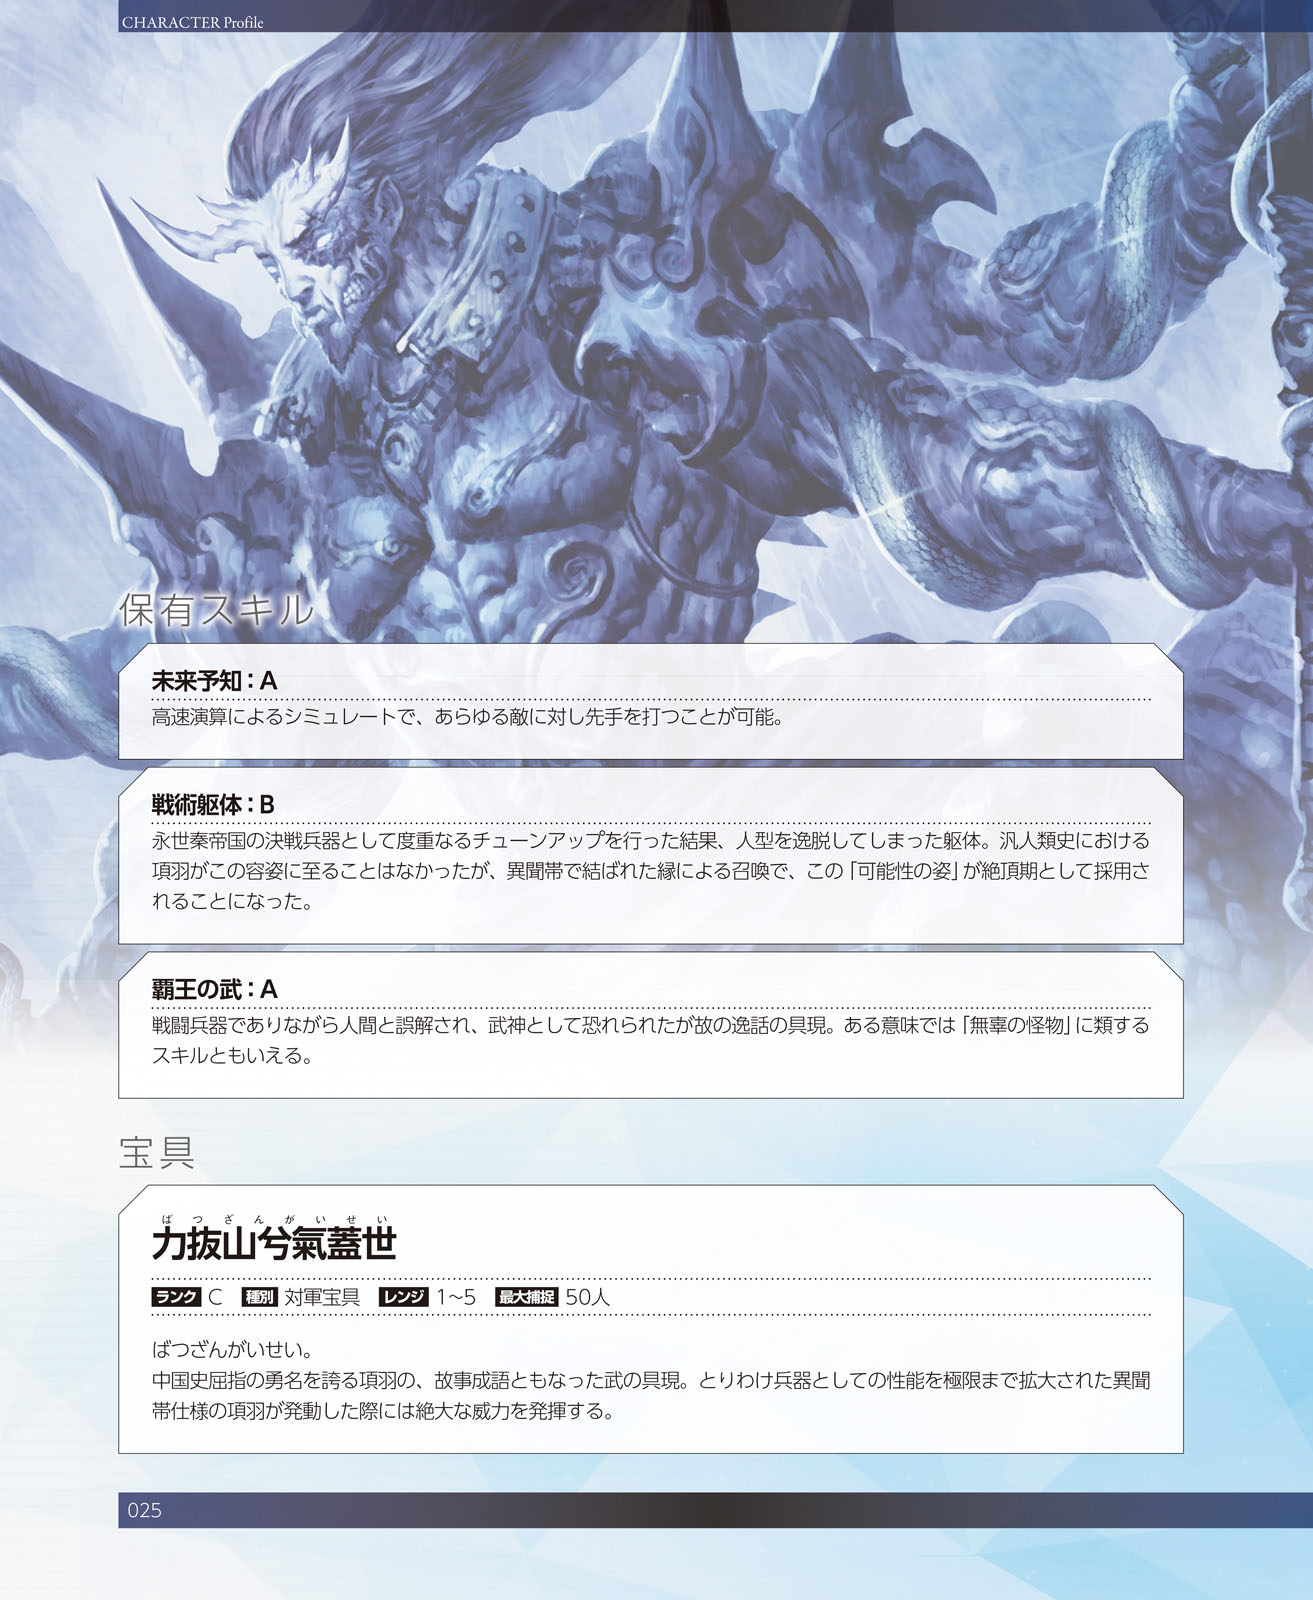 CHARACTER Profile
保有スキル
未来予知：A
高速演算によるシミュレートで、あらゆる敵に対し先手を打つことが可能。
戦術躯体：B
永世秦帝国の決戦兵器として度重なるチューンアップを行った結果、人型を逸脱してしまった躯体。汎人類史における
項羽がこの容姿に至ることはなかったが、異聞帯で結ばれた縁による召喚で、この「可能性の姿」が絶頂期として採用さ
れることになった。
覇王の武：A
戦闘兵器でありながら人間と誤解され、武神として恐れられたが故の逸話の具現。ある意味では「無辜の怪物」に類する
スキルともいえる。
宝具
ばつざんがいせい
力抜山兮氣蓋世
ランク C 種別 対軍宝具 レンジ 1～5 最大捕捉 50人
ばつざんがいせい。
中国史屈指の勇名を誇る項羽の、故事成語ともなった武の具現。とりわけ兵器としての性能を極限まで拡大された異聞
帯仕様の項羽が発動した際には絶大な威力を発揮する。
025